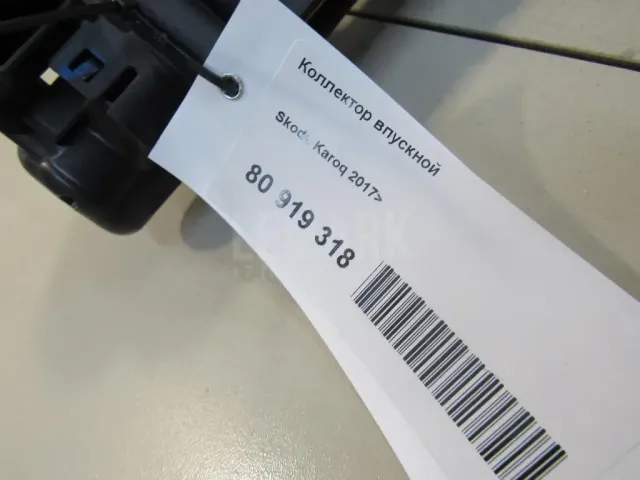 Коллектор впускной
Skoda Karoq 2017>
80 919 318